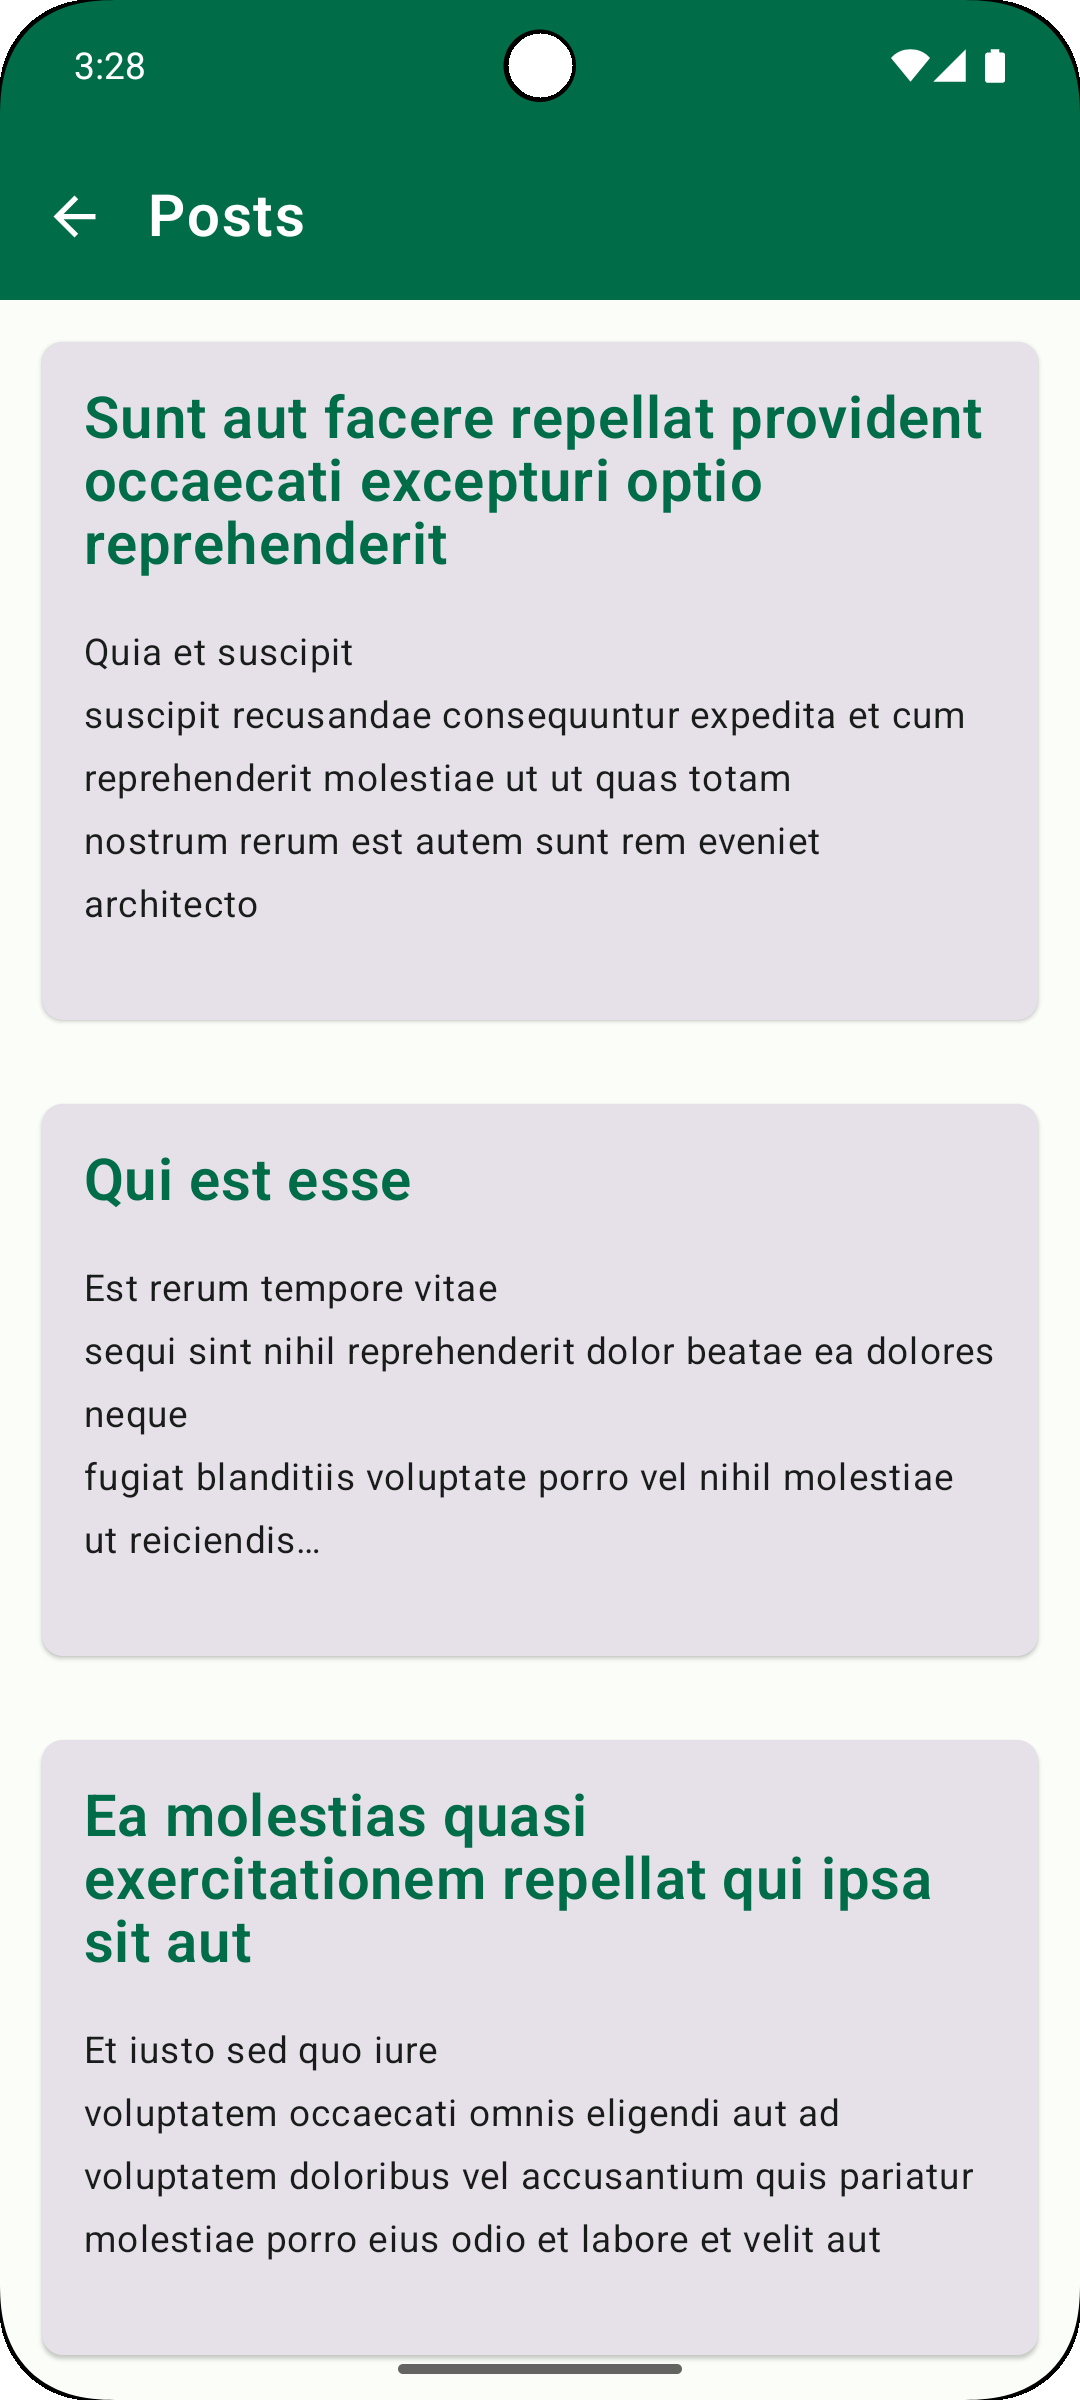 3:28
Posts
Sunt aut facere repellat provident
occaecati excepturi optio
reprehenderit
Quia et suscipit
suscipit recusandae consequuntur expedita et cum
reprehenderit molestiae ut ut quas totam
nostrum rerum est autem sunt rem eveniet
architecto
Qui est esse
Est rerum tempore vitae
sequi sint nihil reprehenderit dolor beatae ea dolores
neque
fugiat blanditiis voluptate porro vel nihil molestiae
ut reiciendis…
Ea molestias quasi
exercitationem repellat qui ipsa
sit aut
Et iusto sed quo iure
voluptatem occaecati omnis eligendi aut ad
voluptatem doloribus vel accusantium quis pariatur
molestiae porro eius odio et labore et velit aut